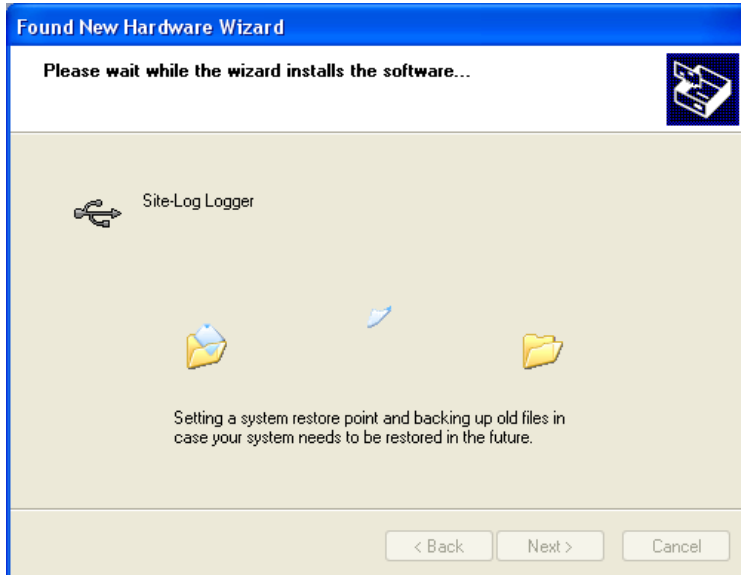 Found New Hardware Wizard
Please wait while the wizard installs the software...
Site-Log Logger
Setting a system restore point and backing up old files in
case your system needs to be restored in the future.
< Back
Next >
Cancel